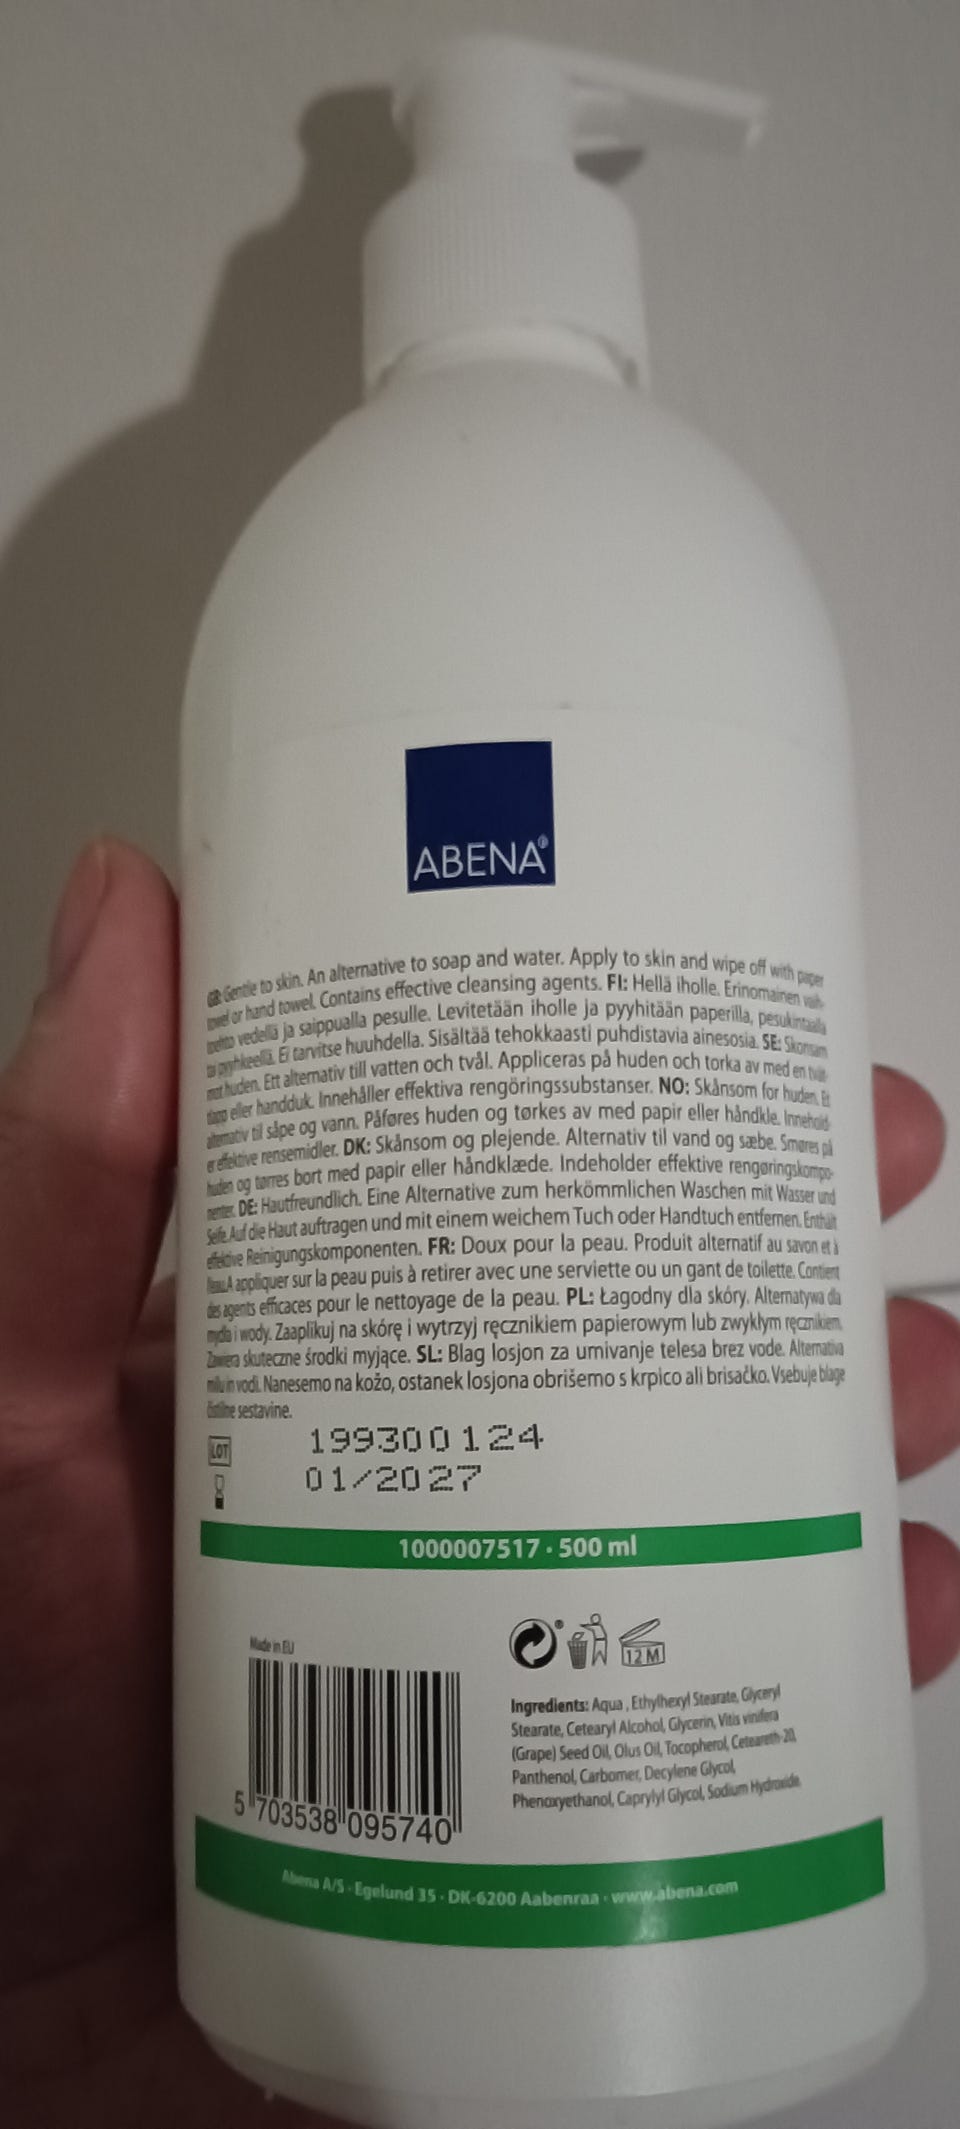 ABENA®
GB: Gentle to skin. An alternative to soap and water. Apply to skin and wipe off with paper
towel or hand towel. Contains effective cleansing agents. FI: Hellä iholle. Erinomainen vaih-
toehto vedellä ja saippualla pesulle. Levitetään iholle ja pyyhitään paperilla, pesukintaalla
tai pyyhkeellä. Ei tarvitse huuhdella. Sisältää tehokkaasti puhdistavia ainesosia. SE: Skonsam
mot huden. Ett alternativ till vatten och tvål. Appliceras på huden och torka av med en tvätt-
lapp eller handduk. Innehåller effektiva rengöringssubstanser. NO: Skånsom for huden. Et
alternativ til såpe og vann. Påføres huden og tørkes av med papir eller håndkle. Innehold-
er effektive rensemidler. DK: Skånsom og plejende. Alternativ til vand og sæbe. Smøres på
huden og tørres bort med papir eller håndklæde. Indeholder effektive rengøringskompo-
nenter. DE: Hautfreundlich. Eine Alternative zum herkömmlichen Waschen mit Wasser und
Seife. Auf die Haut auftragen und mit einem weichem Tuch oder Handtuch entfernen. Enthält
effektive Reinigungskomponenten. FR: Doux pour la peau. Produit alternatif au savon et à
l'eau. A appliquer sur la peau puis à retirer avec une serviette ou un gant de toilette. Contient
des agents efficaces pour le nettoyage de la peau. PL: Łagodny dla skóry. Alternatywa dla
mydła i wody. Zaaplikuj na skórę i wytrzyj ręcznikiem papierowym lub zwykłym ręcznikiem.
Zawiera skuteczne środki myjące. SL: Blag losjon za umivanje telesa brez vode. Alternativa
milu in vodi. Nanesemo na kožo, ostanek losjona obrišemo s krpico ali brisačko. Vsebuje blage
čistilne sestavine.
LOT 199300124
01/2027
1000007517 · 500 ml
Made in EU
12 M
Ingredients: Aqua , Ethylhexyl Stearate, Glyceryl
Stearate, Cetearyl Alcohol, Glycerin, Vitis vinifera
(Grape) Seed Oil, Olus Oil, Tocopherol, Ceteareth-20,
Panthenol, Carbomer, Decylene Glycol,
Phenoxyethanol, Caprylyl Glycol, Sodium Hydroxide
5 703538 095740
Abena A/S · Egelund 35 · DK-6200 Aabenraa · www.abena.com